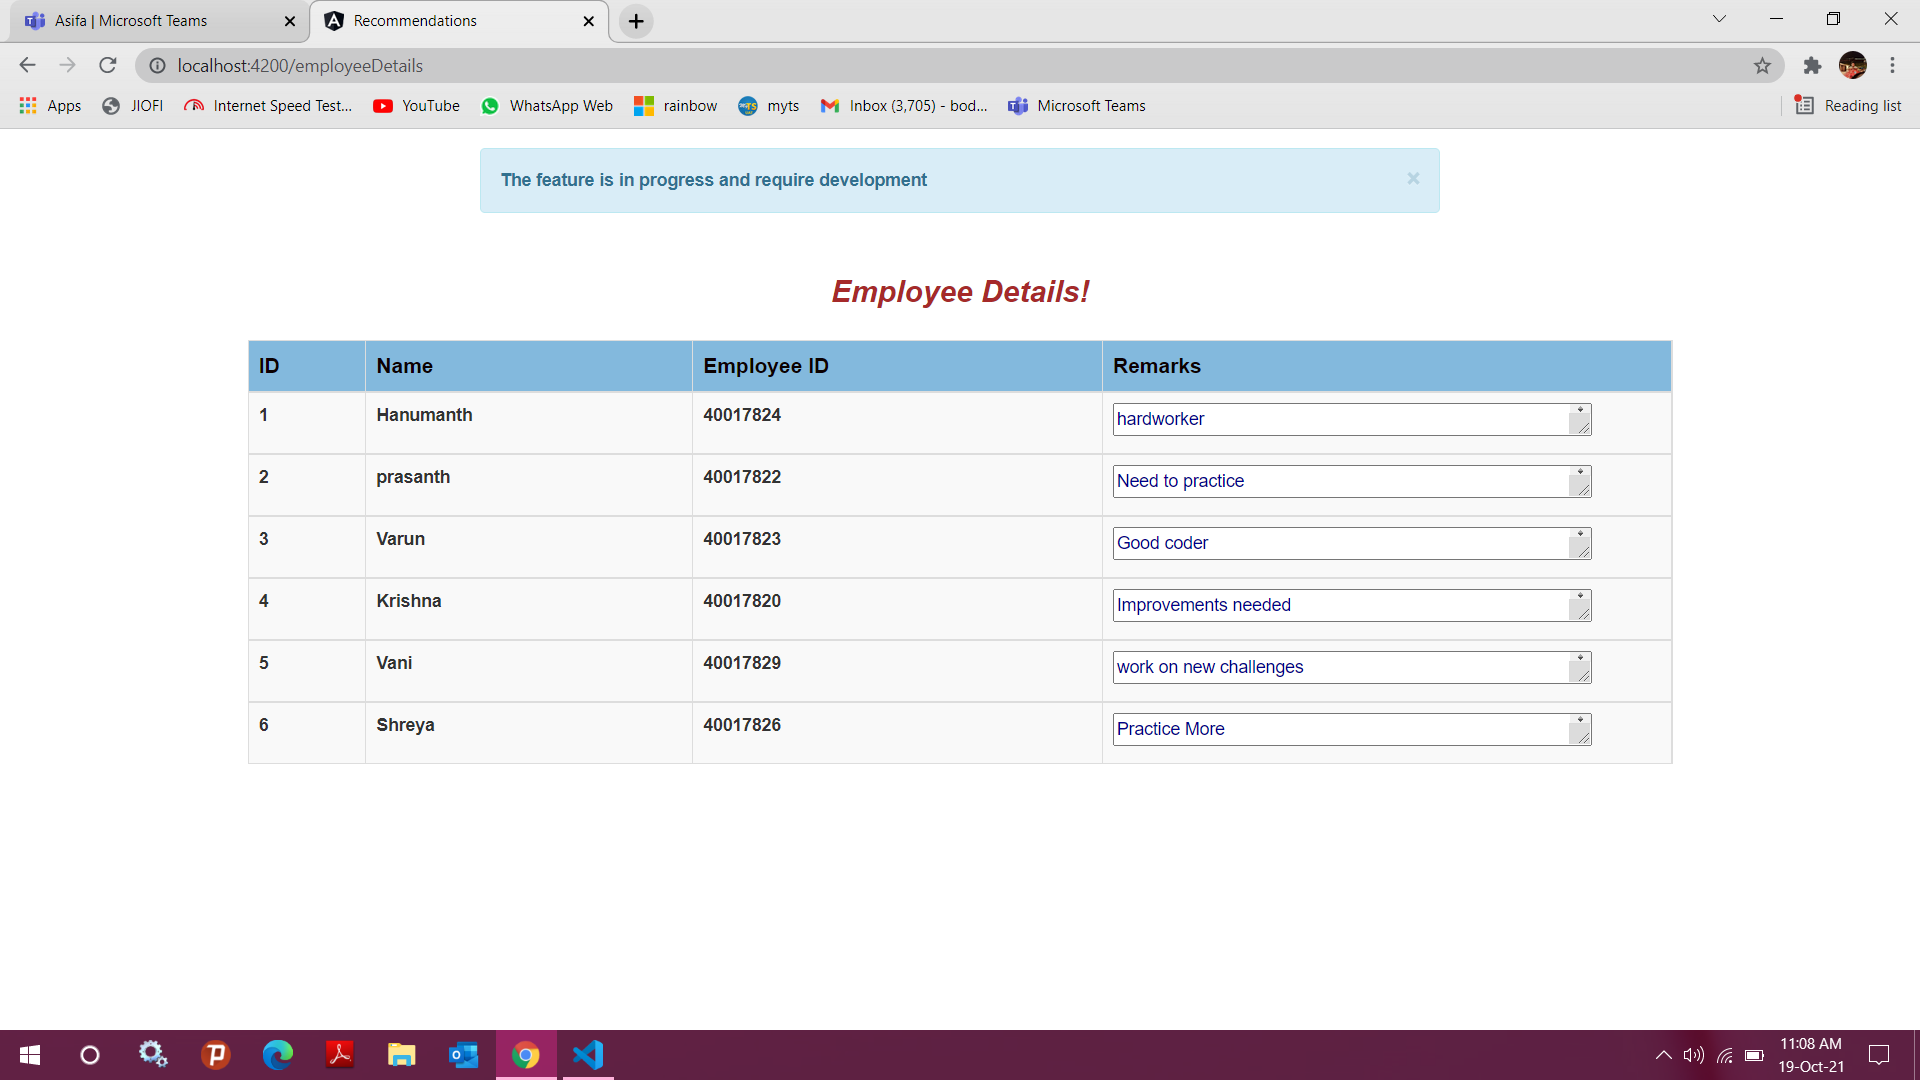 Asifa | Microsoft Teams
Recommendations
localhost:4200/employeeDetails
Apps
JIOFI
Internet Speed Test...
YouTube
WhatsApp Web
rainbow
myts
Inbox (3,705) - bod...
Microsoft Teams
Reading list
The feature is in progress and require development
×
Employee Details!
ID Name Employee ID Remarks
1 Hanumanth 40017824 hardworker
2 prasanth 40017822 Need to practice
3 Varun 40017823 Good coder
4 Krishna 40017820 Improvements needed
5 Vani 40017829 work on new challenges
6 Shreya 40017826 Practice More
11:08 AM
19-Oct-21